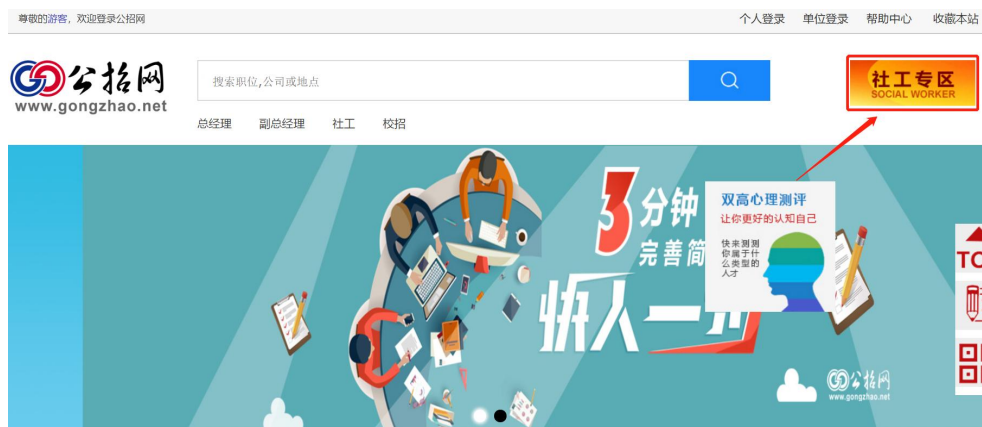 尊敬的游客，欢迎登录公招网
个人登录 单位登录 帮助中心 收藏本站
公招网
www.gongzhao.net
搜索职位,公司或地点
社工专区
SOCIAL WORKER
总经理 副总经理 社工 校招
3分钟
完善简
快人一
双高心理测评
让你更好的认知自己
快来测测
你属于什
么类型的
人才
公招网
www.gongzhao.net